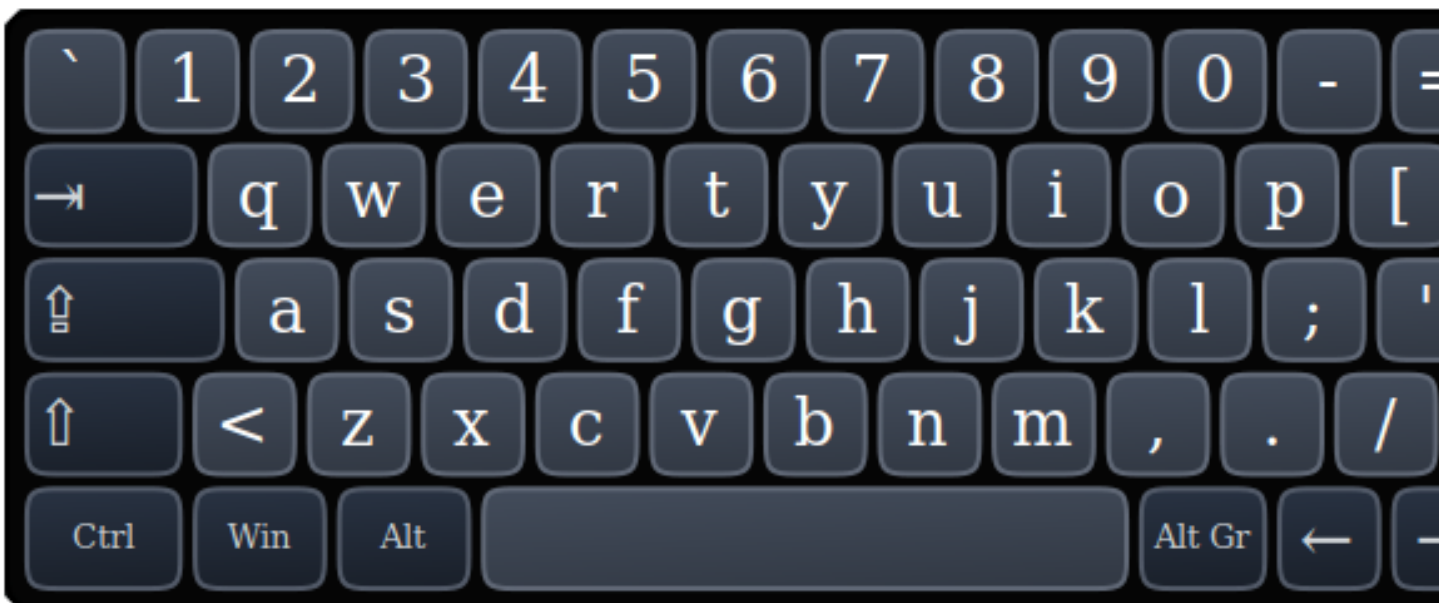 ` 1 2 3 4 5 6 7 8 9 0 - =
⇥ q w e r t y u i o p [
⇪ a s d f g h j k l ; '
⇧ < z x c v b n m , . /
Ctrl Win Alt Alt Gr ←